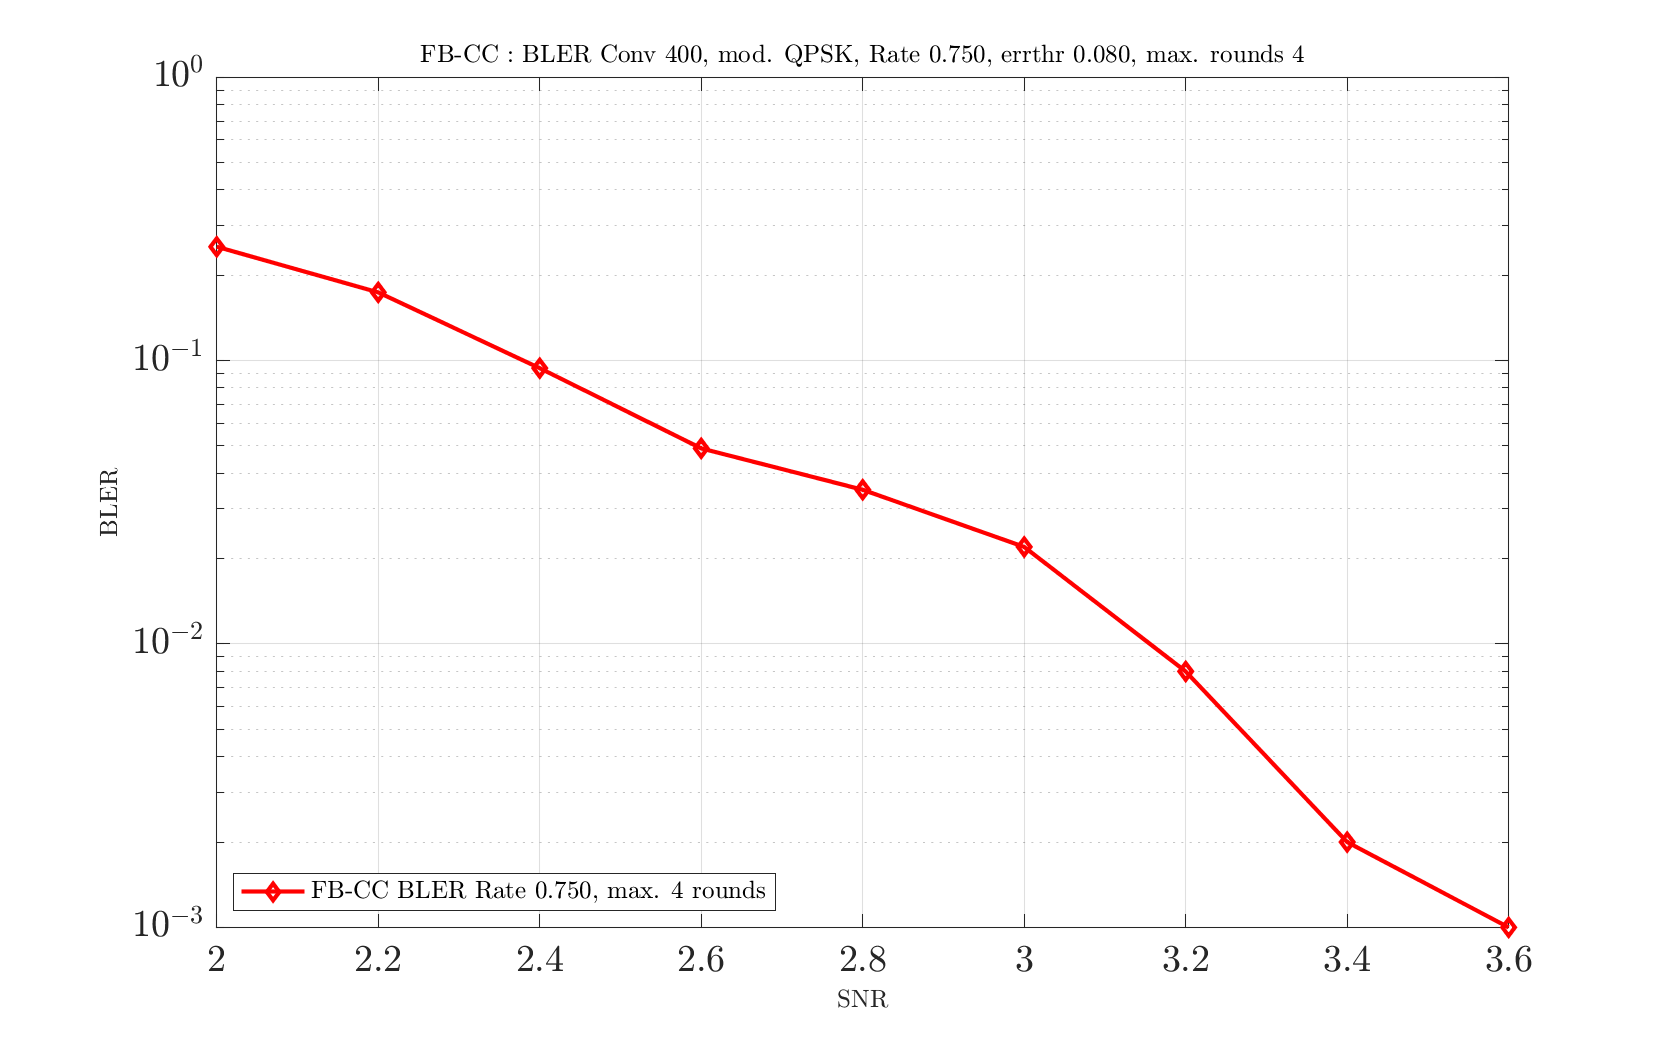 FB-CC : BLER Conv 400, mod. QPSK, Rate 0.750, errthr 0.080, max. rounds 4
10⁰
10⁻¹
10⁻²
10⁻³
BLER
FB-CC BLER Rate 0.750, max. 4 rounds
2 2.2 2.4 2.6 2.8 3 3.2 3.4 3.6
SNR